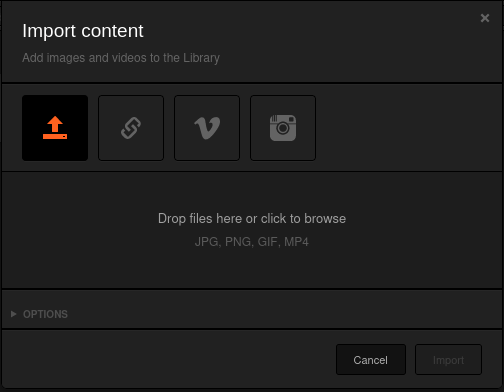 Import content
Add images and videos to the Library
Drop files here or click to browse
JPG, PNG, GIF, MP4
OPTIONS
Cancel
Import